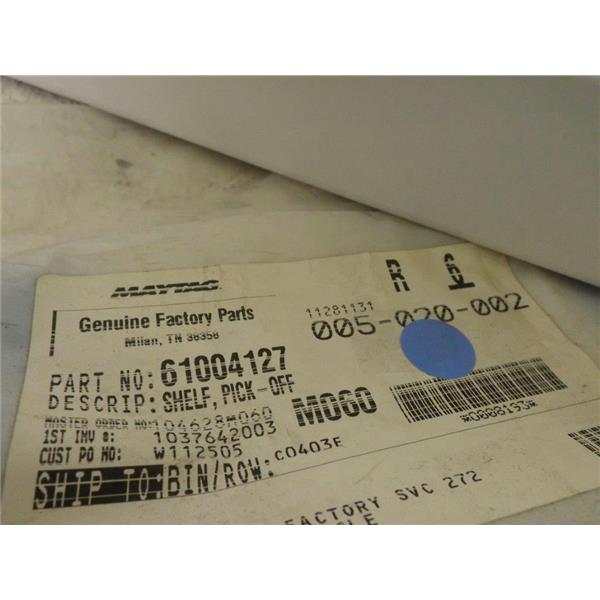 MAYTAG
Genuine Factory Parts
Milan, TN 38358
11281131
005-020-002
PART NO: 61004127
DESCRIP: SHELF, PICK-OFF
MASTER ORDER NO: 104628M060
M060
1ST INV #: 1037642003
CUST PO NO: W112505
*0888193*
SHIP TO: BIN/ROW: C0403E
FACTORY SVC 272